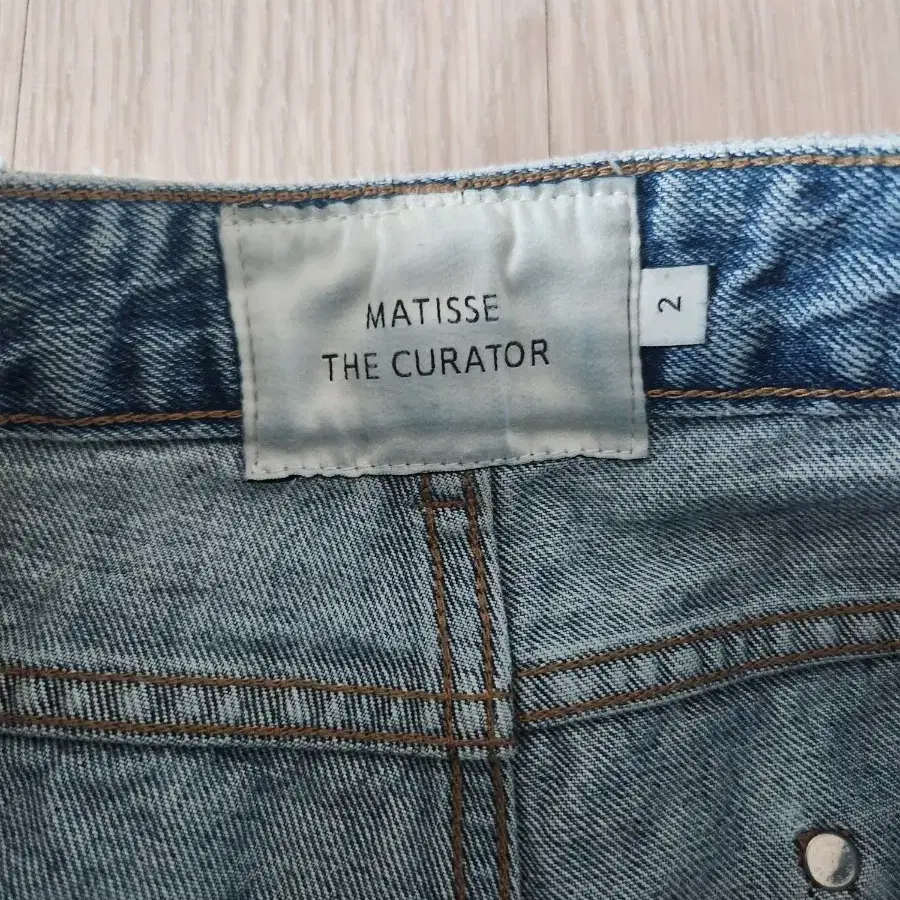 MATISSE
THE CURATOR
2